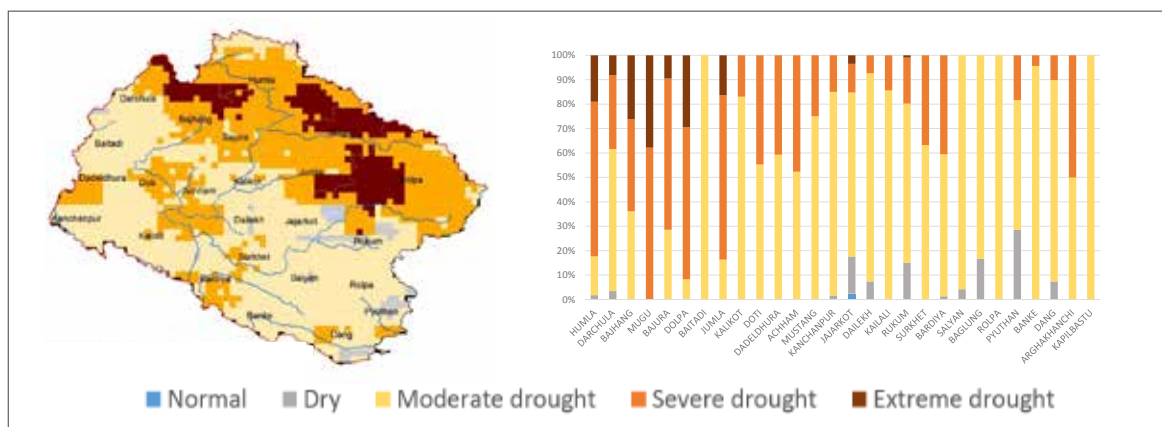 Humla
Darchula
Bajhang
Bajura
Baitadi
Dadeldhura
Doti
Achham
Kalikot
Dolpa
Kanchanpur
Dailekh
Jajarkot
Kailali
Rukum
Surkhet
Salyan
Rolpa
Bardiya
Banke
Pyuthan
Dang
100%
90%
80%
70%
60%
50%
40%
30%
20%
10%
0%
HUMLA
DARCHULA
BAJHANG
MUGU
BAJURA
DOLPA
BAITADI
JUMLA
KALIKOT
DOTI
DADELDHURA
ACHHAM
MUSTANG
KANCHANPUR
JAJARKOT
DAILEKH
KAILALI
RUKUM
SURKHET
BARDIYA
SALYAN
BAGLUNG
ROLPA
PYUTHAN
BANKE
DANG
ARGHAKHANCHI
KAPILBASTU
Normal Dry Moderate drought Severe drought Extreme drought